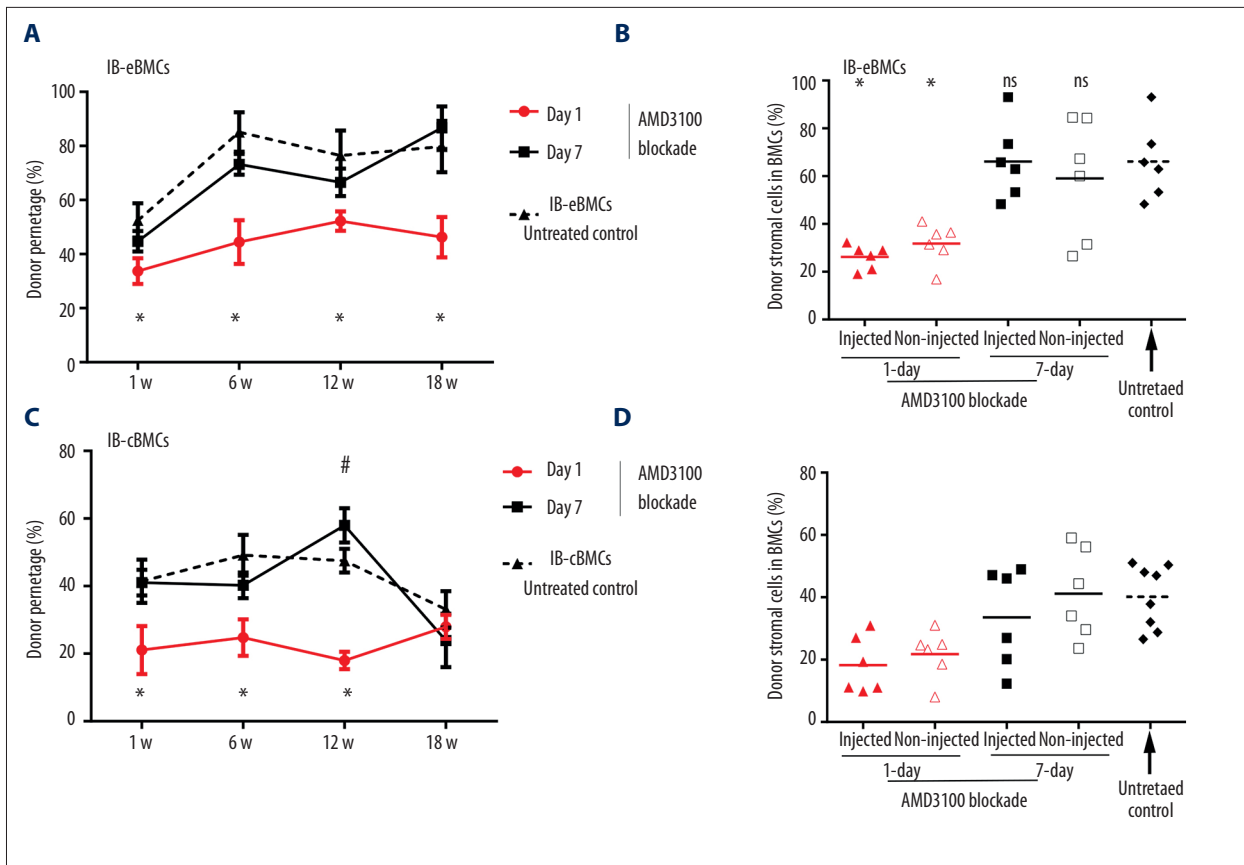 A
IB-eBMCs
Donor pernetage (%)
100
80
60
40
20
0
* * * *
1 w 6 w 12 w 18 w
Day 1
Day 7
AMD3100
blockade
IB-eBMCs
Untreated control
B
IB-eBMCs
Donor stromal cells in BMCs (%)
100
80
60
40
20
0
* * ns ns
Injected Non-injected Injected Non-injected
1-day 7-day
AMD3100 blockade
Untretaed
control
C
IB-cBMCs
Donor pernetage (%)
80
60
40
20
0
#
* * *
1 w 6 w 12 w 18 w
Day 1
Day 7
AMD3100
blockade
IB-cBMCs
Untreated control
D
Donor stromal cells in BMCs (%)
80
60
40
20
0
Injected Non-injected Injected Non-injected
1-day 7-day
AMD3100 blockade
Untretaed
control